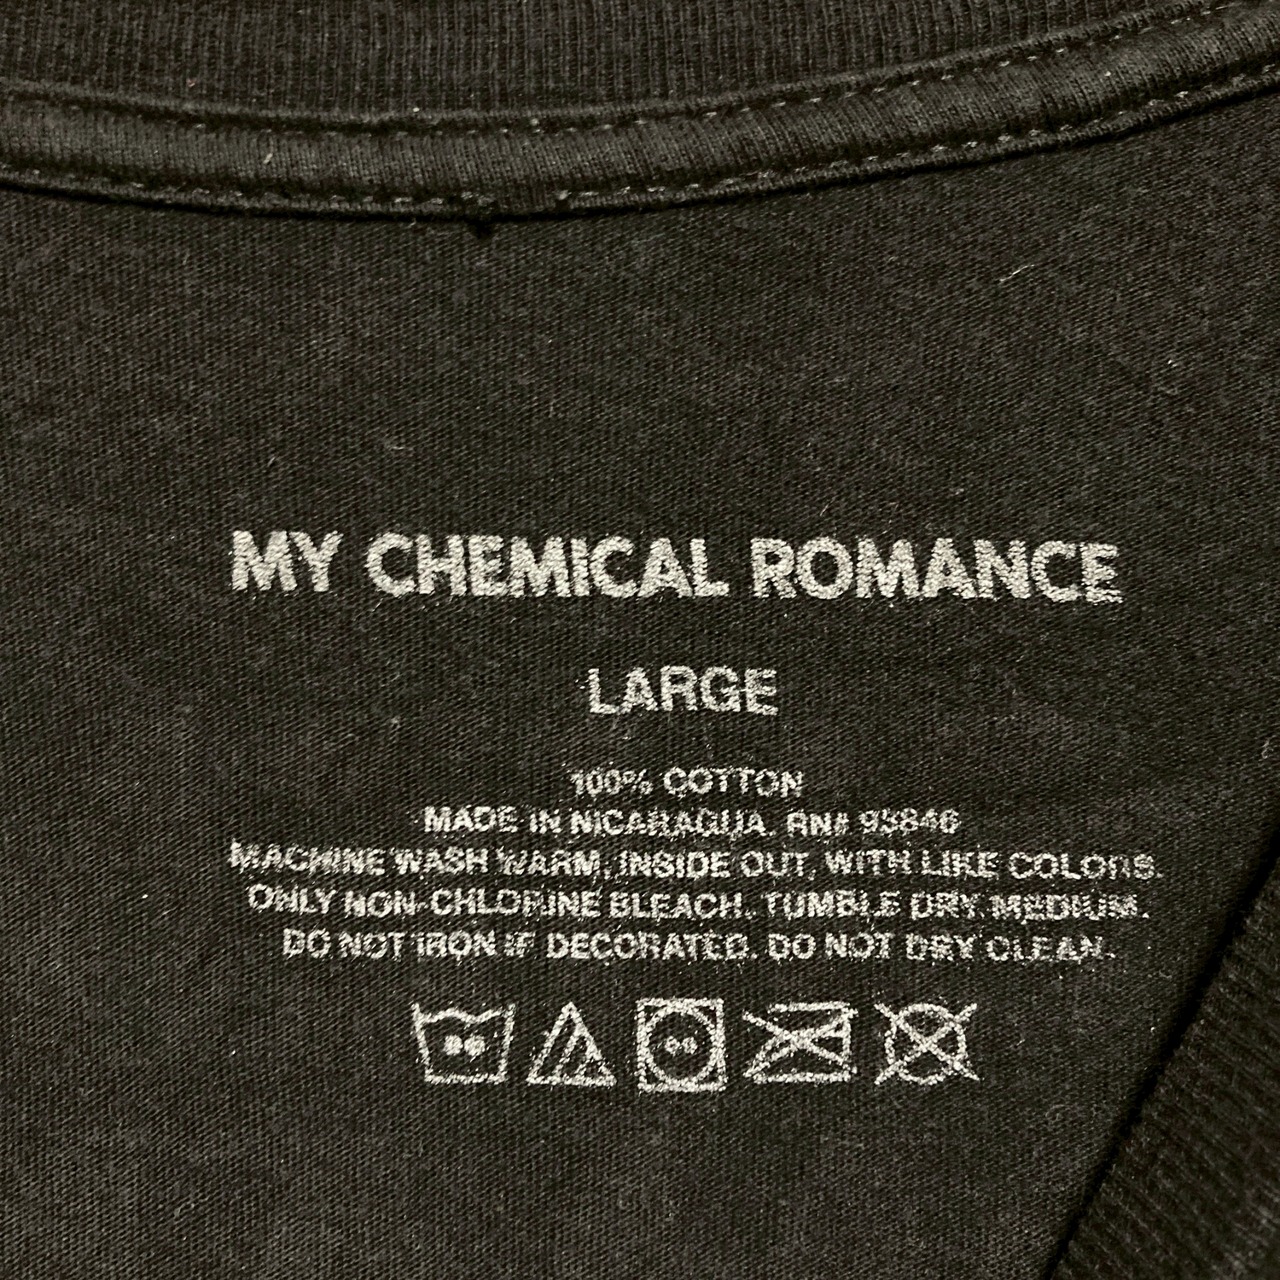 MY CHEMICAL ROMANCE
LARGE
100% COTTON
MADE IN NICARAGUA. RN# 93846
MACHINE WASH WARM, INSIDE OUT, WITH LIKE COLORS.
ONLY NON-CHLORINE BLEACH. TUMBLE DRY MEDIUM.
DO NOT IRON IF DECORATED. DO NOT DRY CLEAN.